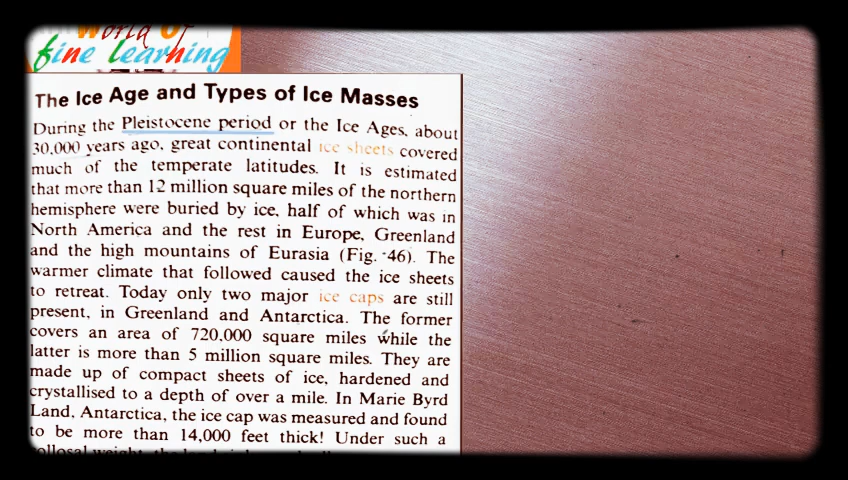 World Of
fine learning
The Ice Age and Types of Ice Masses
During the Pleistocene period or the Ice Ages, about
30,000 years ago, great continental ice sheets covered
much of the temperate latitudes. It is estimated
that more than 12 million square miles of the northern
hemisphere were buried by ice, half of which was in
North America and the rest in Europe, Greenland
and the high mountains of Eurasia (Fig. 46). The
warmer climate that followed caused the ice sheets
to retreat. Today only two major ice caps are still
present, in Greenland and Antarctica. The former
covers an area of 720,000 square miles while the
latter is more than 5 million square miles. They are
made up of compact sheets of ice, hardened and
crystallised to a depth of over a mile. In Marie Byrd
Land, Antarctica, the ice cap was measured and found
to be more than 14,000 feet thick! Under such a